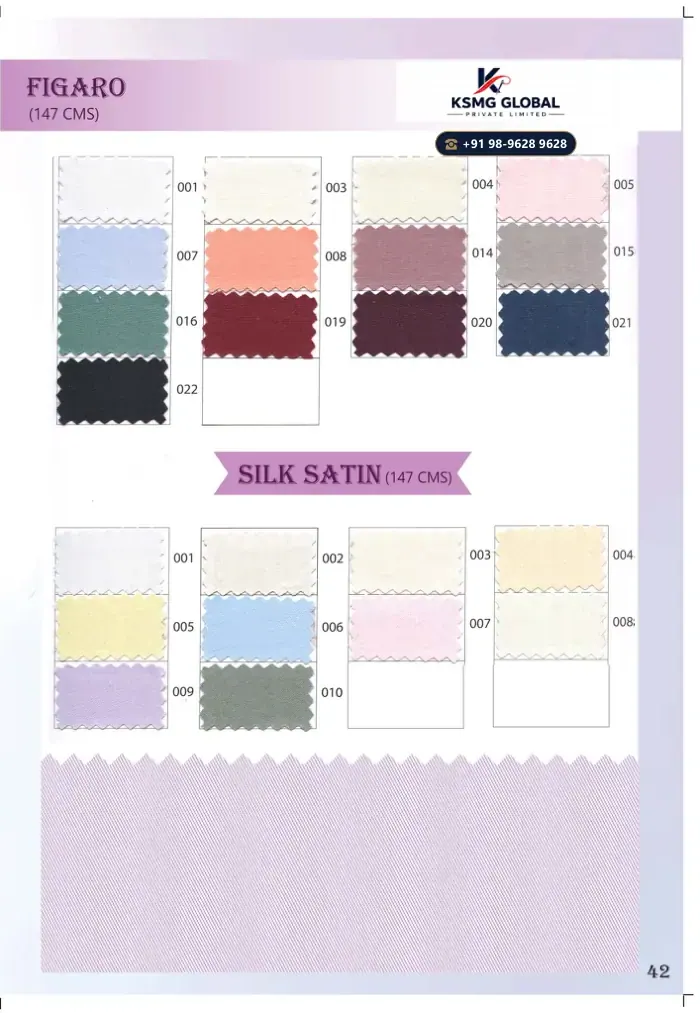 FIGARO
(147 CMS)
KSMG GLOBAL
PRIVATE LIMITED
+91 98-9628 9628
001 003 004 005
007 008 014 015
016 019 020 021
022
SILK SATIN (147 CMS)
001 002 003 004
005 006 007 008
009 010
42